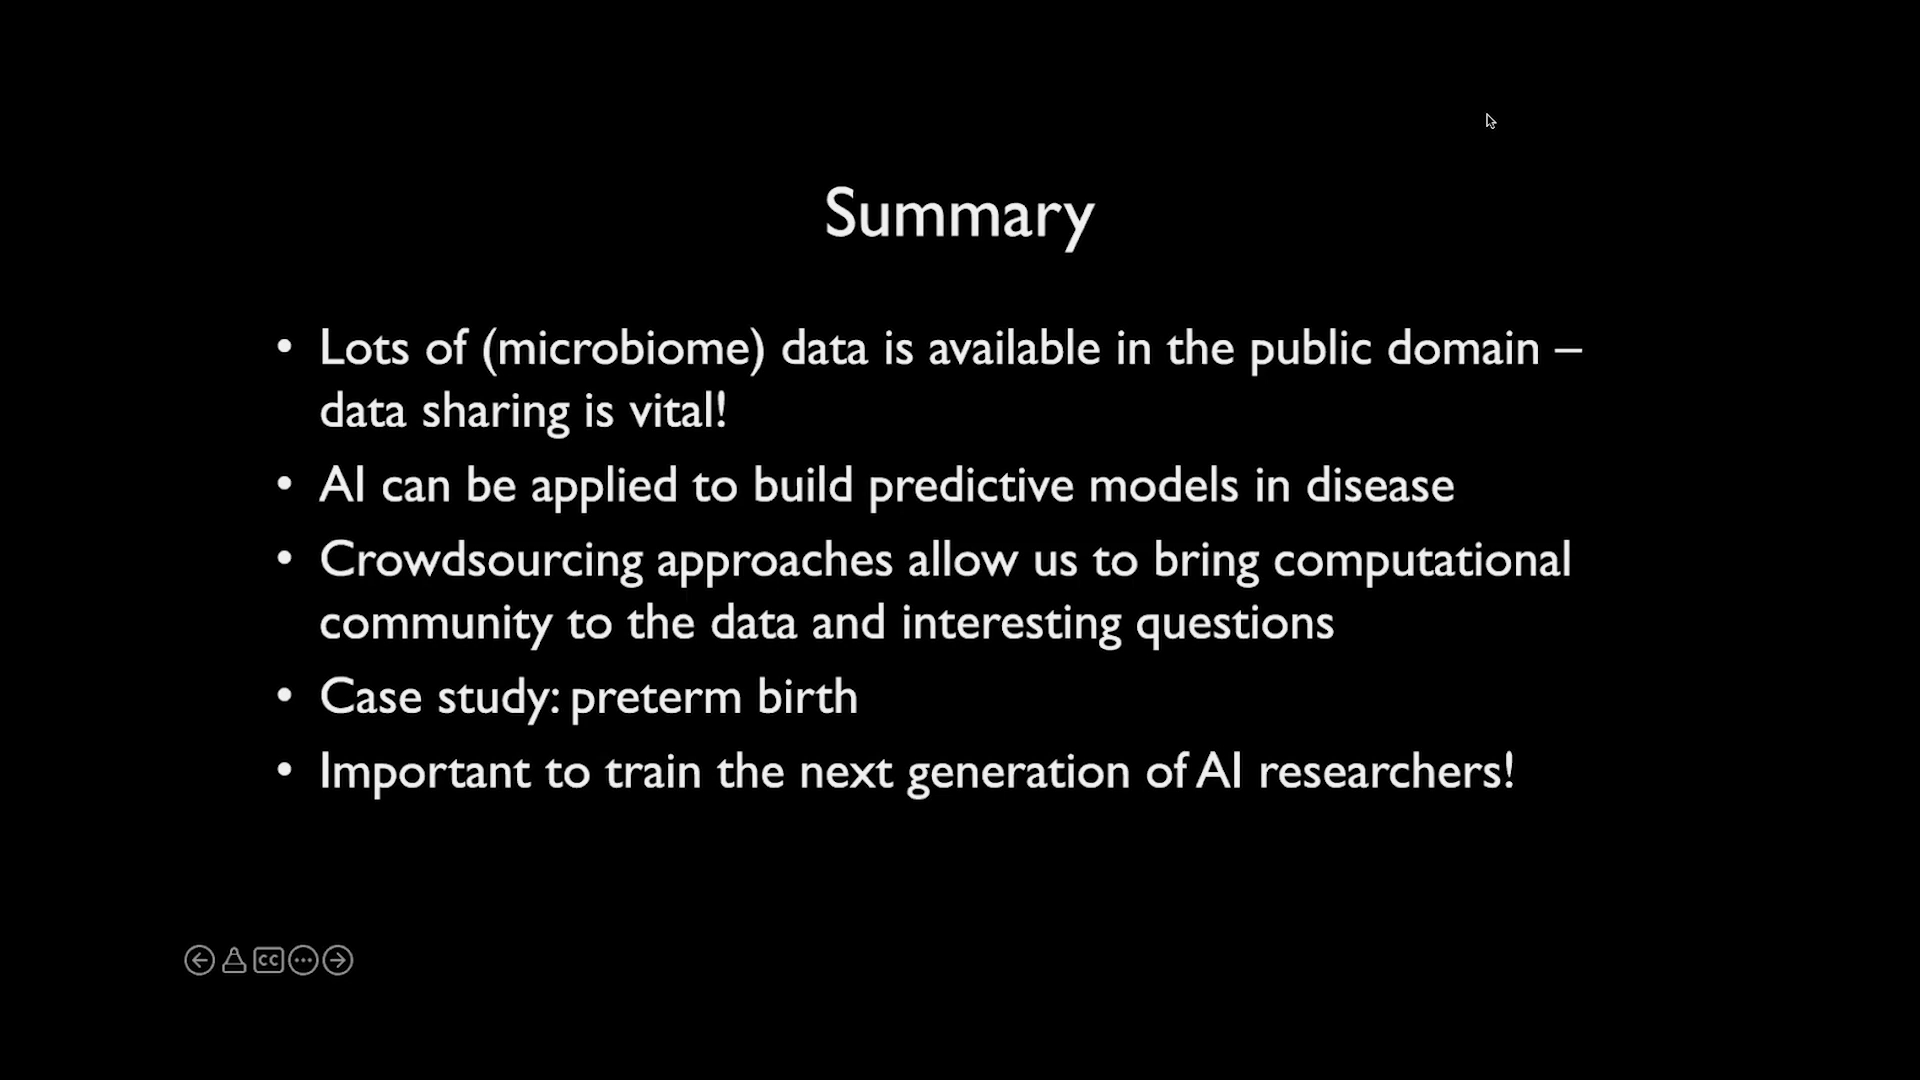 Summary
• Lots of (microbiome) data is available in the public domain –
data sharing is vital!
• AI can be applied to build predictive models in disease
• Crowdsourcing approaches allow us to bring computational
community to the data and interesting questions
• Case study: preterm birth
• Important to train the next generation of AI researchers!
CC